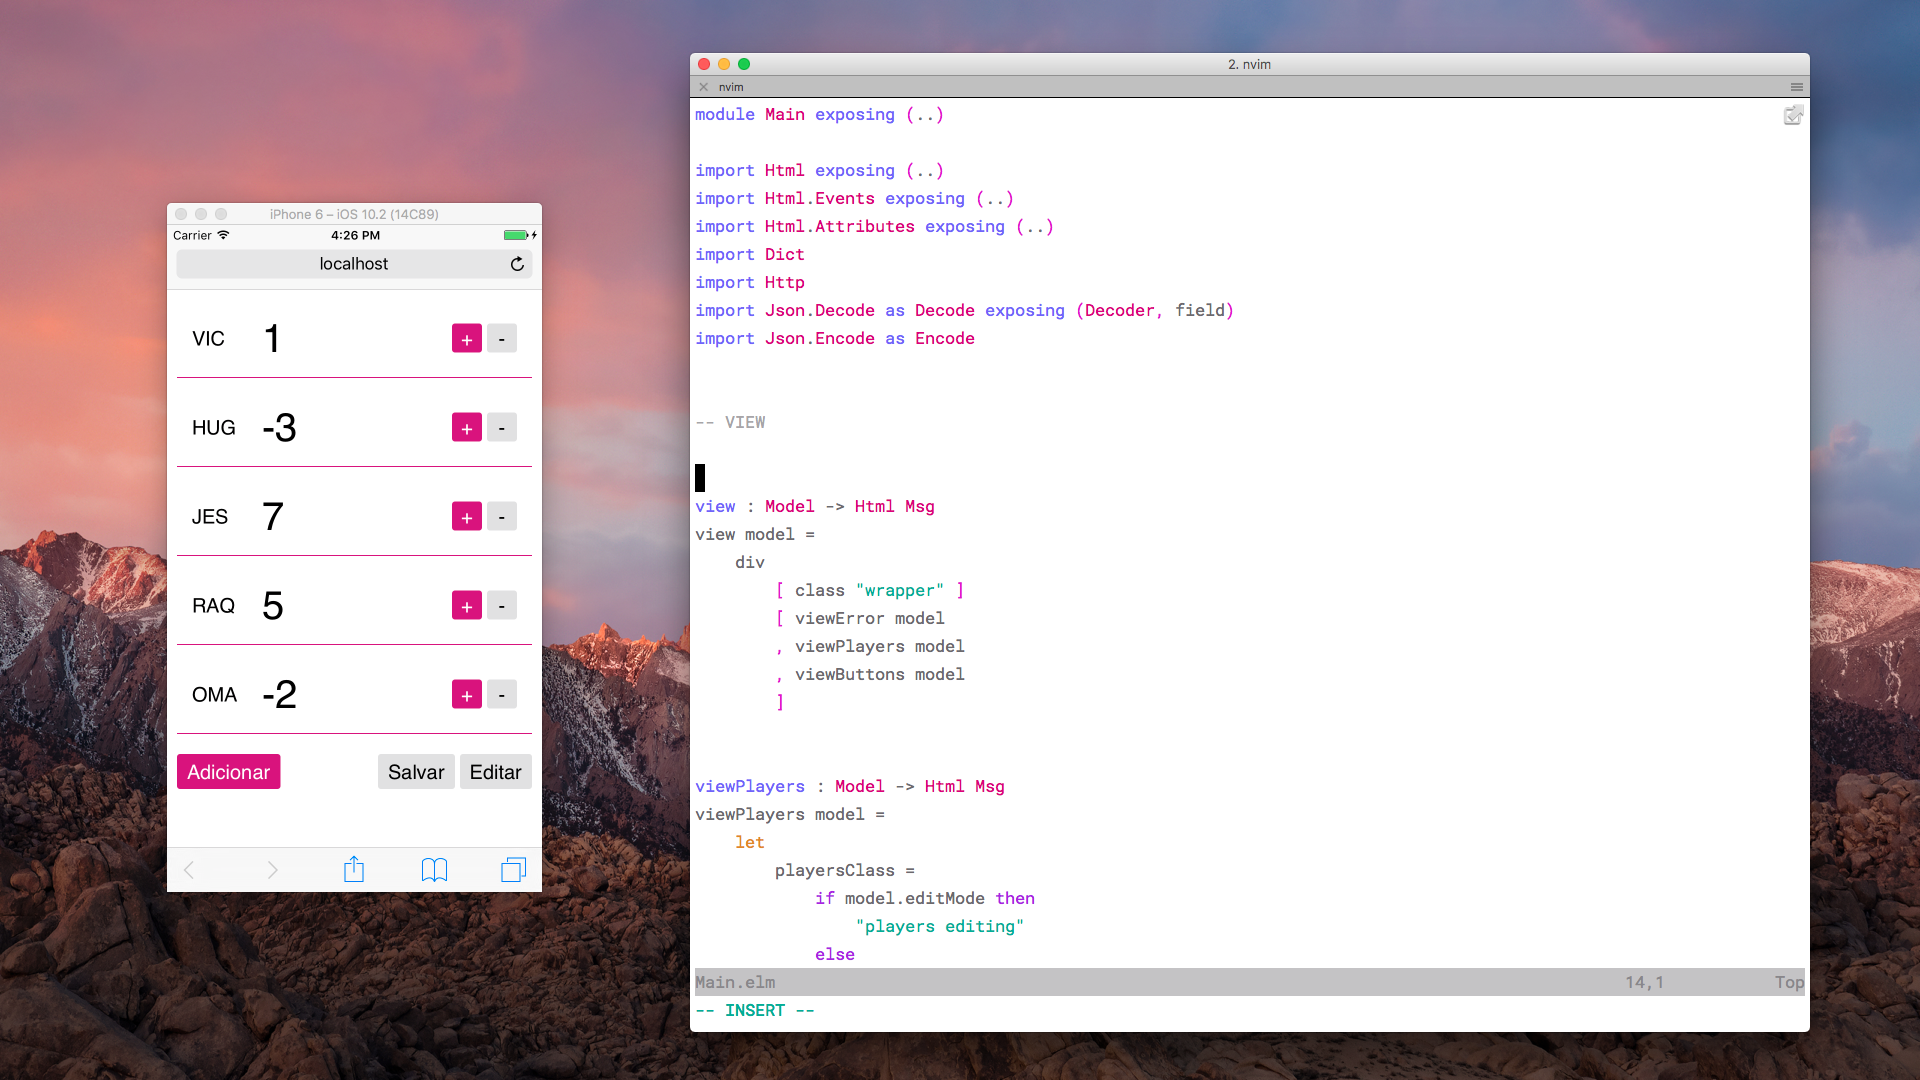 iPhone 6 – iOS 10.2 (14C89)
Carrier 4:26 PM
localhost
VIC 1 + -
HUG -3 + -
JES 7 + -
RAQ 5 + -
OMA -2 + -
Adicionar Salvar Editar
2. nvim
nvim
module Main exposing (..)
import Html exposing (..)
import Html.Events exposing (..)
import Html.Attributes exposing (..)
import Dict
import Http
import Json.Decode as Decode exposing (Decoder, field)
import Json.Encode as Encode
-- VIEW
view : Model -> Html Msg
view model =
    div
        [ class "wrapper" ]
        [ viewError model
        , viewPlayers model
        , viewButtons model
        ]
viewPlayers : Model -> Html Msg
viewPlayers model =
    let
        playersClass =
            if model.editMode then
                "players editing"
            else
Main.elm 14,1 Top
-- INSERT --